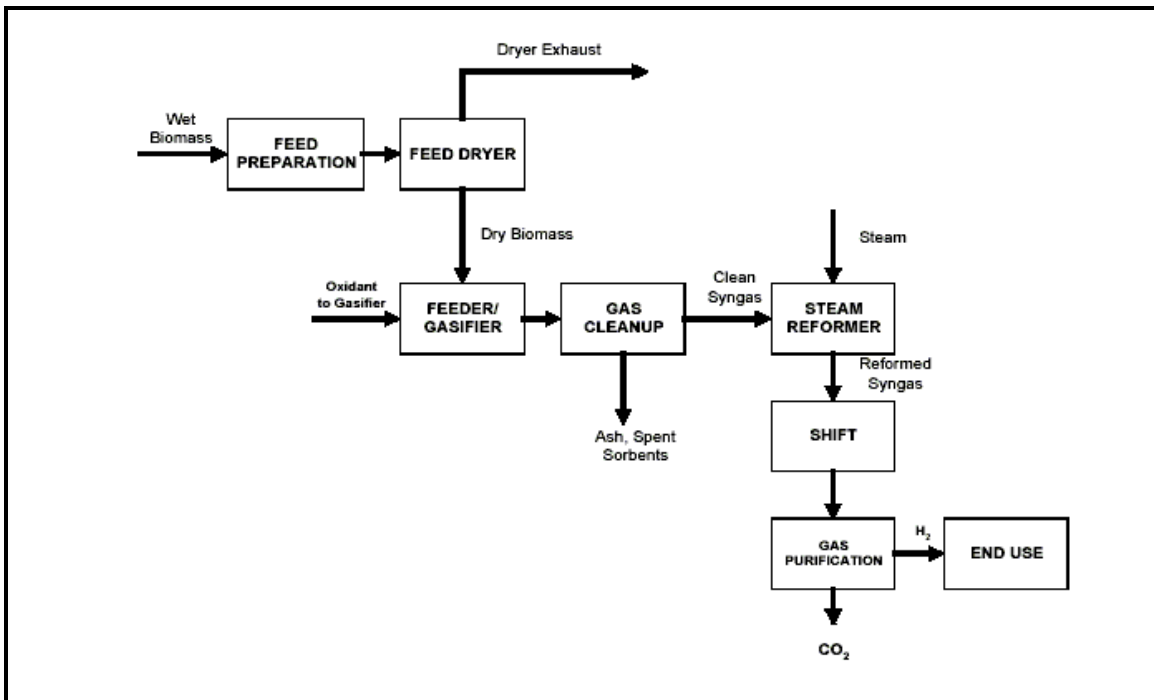 Dryer Exhaust
Wet
Biomass
FEED
PREPARATION
FEED DRYER
Dry Biomass
Steam
Oxidant
to Gasifier
FEEDER/
GASIFIER
GAS
CLEANUP
Clean
Syngas
STEAM
REFORMER
Reformed
Syngas
Ash, Spent
Sorbents
SHIFT
GAS
PURIFICATION
H₂
END USE
CO₂